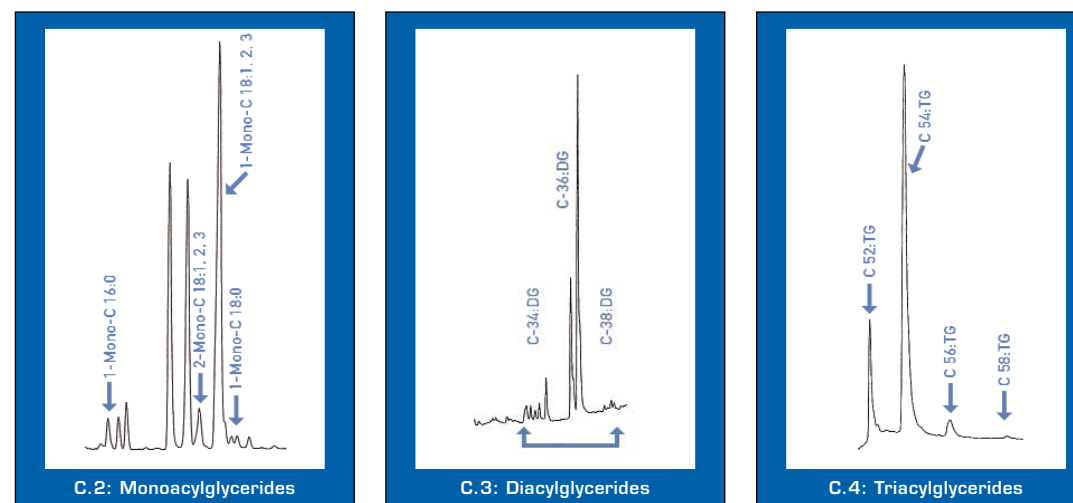 1-Mono-C 16:0
2-Mono-C 18:1, 2, 3
1-Mono-C 18:1, 2, 3
1-Mono-C 18:0
C.2: Monoacylglycerides
C-34:DG
C-36:DG
C-38:DG
C.3: Diacylglycerides
C 52:TG
C 54:TG
C 56:TG
C 58:TG
C.4: Triacylglycerides